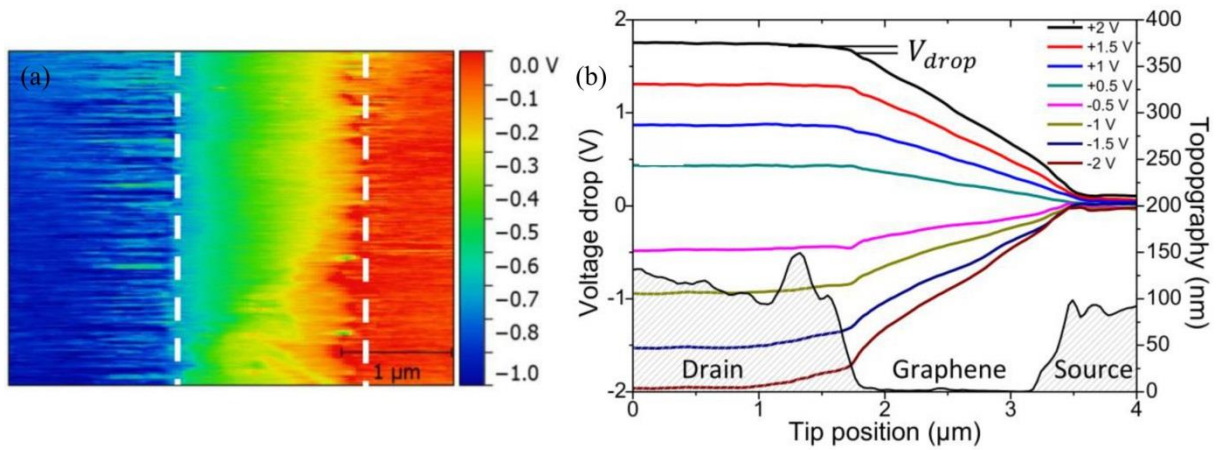 (a)
0.0 V
−0.1
−0.2
−0.3
−0.4
−0.5
−0.6
−0.7
−0.8
−1.0
1 µm
(b)
2
1
0
-1
-2
Voltage drop (V)
0
1
2
3
4
Tip position (µm)
400
350
300
250
200
150
100
50
0
Topopgraphy (nm)
V_drop
+2 V
+1.5 V
+1 V
+0.5 V
-0.5 V
-1 V
-1.5 V
-2 V
Drain
Graphene
Source